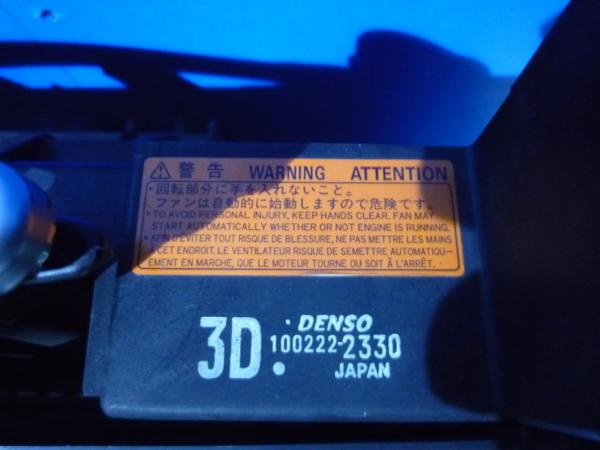 ⚠ 警告 WARNING ATTENTION
・回転部分に手を入れないこと。
ファンは自動的に始動しますので危険です。
・TO AVOID PERSONAL INJURY, KEEP HANDS CLEAR. FAN MAY
START AUTOMATICALLY WHETHER OR NOT ENGINE IS RUNNING.
・AFIN D'ÉVITER TOUT RISQUE DE BLESSURE, NE PAS METTRE LES MAINS
À CET ENDROIT. LE VENTILATEUR RISQUE DE SEMETTRE AUTOMATIQU-
EMENT EN MARCHE, QUE LE MOTEUR TOURNE OU SOIT À L'ARRÊT.
DENSO
3D 100222-2330
JAPAN